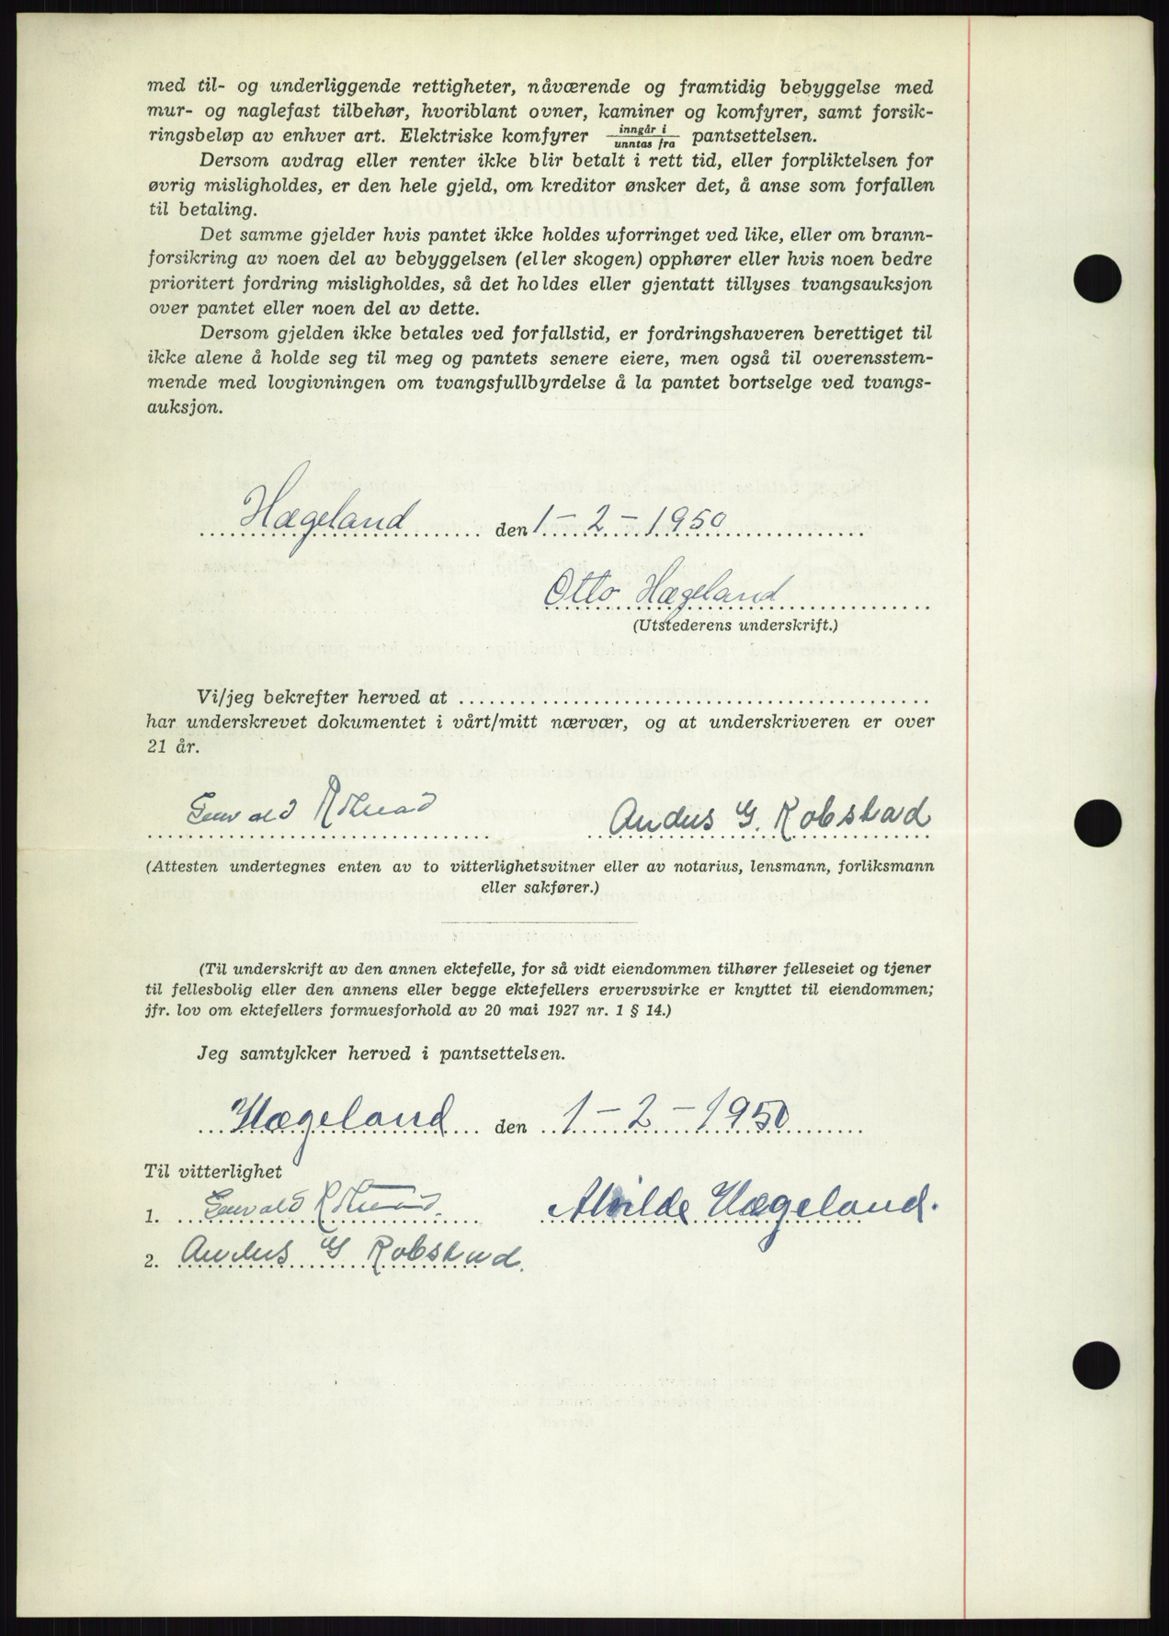 med til- og underliggende rettigheter, nåværende og framtidig bebyggelse med
mur- og naglefast tilbehør, hvoriblant ovner, kaminer og komfyrer, samt forsik-
ringsbeløp av enhver art. Elektriske komfyrer inngår i / unntas fra pantsettelsen.
Dersom avdrag eller renter ikke blir betalt i rett tid, eller forpliktelsen for
øvrig misligholdes, er den hele gjeld, om kreditor ønsker det, å anse som forfallen
til betaling.
Det samme gjelder hvis pantet ikke holdes uforringet ved like, eller om brann-
forsikring av noen del av bebyggelsen (eller skogen) opphører eller hvis noen bedre
prioritert fordring misligholdes, så det holdes eller gjentatt tillyses tvangsauksjon
over pantet eller noen del av dette.
Dersom gjelden ikke betales ved forfallstid, er fordringshaveren berettiget til
ikke alene å holde seg til meg og pantets senere eiere, men også til overensstem-
mende med lovgivningen om tvangsfullbyrdelse å la pantet bortselge ved tvangs-
auksjon.
Hægeland den 1-2-1950
Otto Hægeland
(Utstederens underskrift.)
Vi/jeg bekrefter herved at
har underskrevet dokumentet i vårt/mitt nærvær, og at underskriveren er over
21 år.
G. Robstad
(Attesten undertegnes enten av to vitterlighetsvitner eller av notarius, lensmann, forliksmann
eller sakfører.)
(Til underskrift av den annen ektefelle, for så vidt eiendommen tilhører felleseiet og tjener
til fellesbolig eller den annens eller begge ektefellers ervervsvirke er knyttet til eiendommen;
jfr. lov om ektefellers formuesforhold av 20 mai 1927 nr. 1 § 14.)
Jeg samtykker herved i pantsettelsen.
Hægeland den 1-2-1950
Til vitterlighet
1. Alvilde Hægeland.
2. G Robstad.